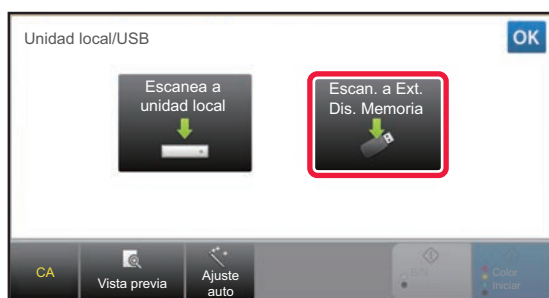 Unidad local/USB
OK
Escanea a
unidad local
Escan. a Ext.
Dis. Memoria
CA
Vista previa
Ajuste
auto
B/N
Color
Iniciar